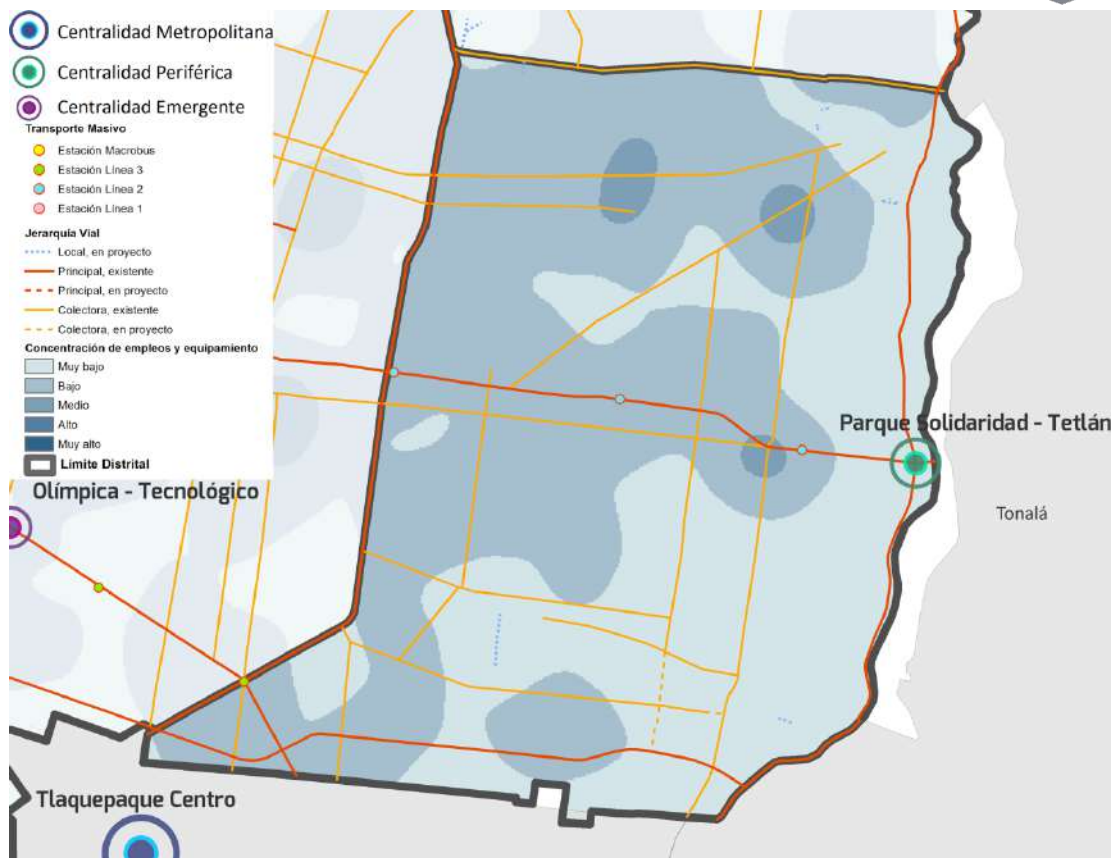 Centralidad Metropolitana
Centralidad Periférica
Centralidad Emergente
Transporte Masivo
Estación Macrobus
Estación Línea 3
Estación Línea 2
Estación Línea 1
Jerarquía Vial
Local, en proyecto
Principal, existente
Principal, en proyecto
Colectora, existente
Colectora, en proyecto
Concentración de empleos y equipamiento
Muy bajo
Bajo
Medio
Alto
Muy alto
Límite Distrital
Parque Solidaridad - Tetlán
Olímpica - Tecnológico
Tonalá
Tlaquepaque Centro